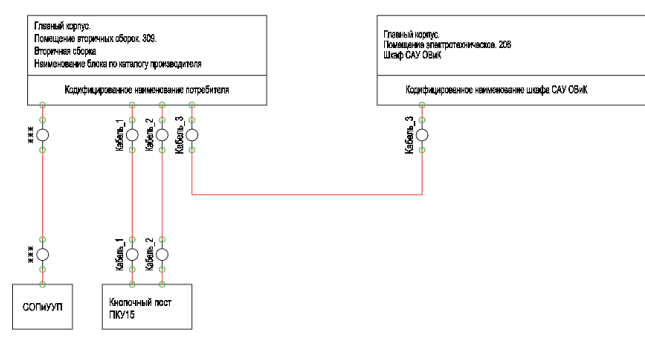 Главный корпус.
Помещение вторичных сборок. 309.
Вторичная сборка
Наименование блока по каталогу производителя
Кодифицированное наименование потребителя
Главный корпус.
Помещение электротехническое. 206
Шкаф САУ ОВиК
Кодифицированное наименование шкафа САУ ОВиК
жжж
Кабель_1
Кабель_2
Кабель_3
Кабель_3
жжж
Кабель_1
Кабель_2
СОПиУУП
Кнопочный пост
ПКУ15